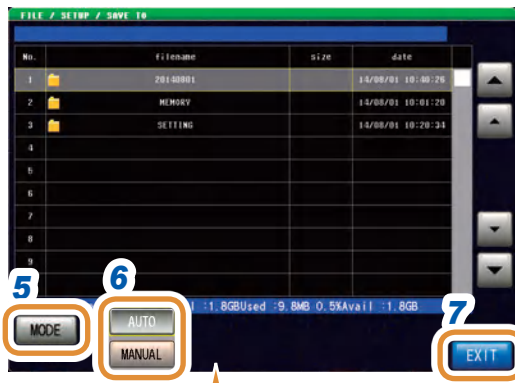 FILE / SETUP / SAVE TO
No. filename size date
1 20140801 14/08/01 10:40:26
2 MEMORY 14/08/01 10:01:20
3 SETTING 14/08/01 10:20:34
4
5
6
7
8
9
:1.8GBUsed :9.8MB 0.5%Avail :1.8GB
5 6 7
MODE AUTO EXIT
MANUAL